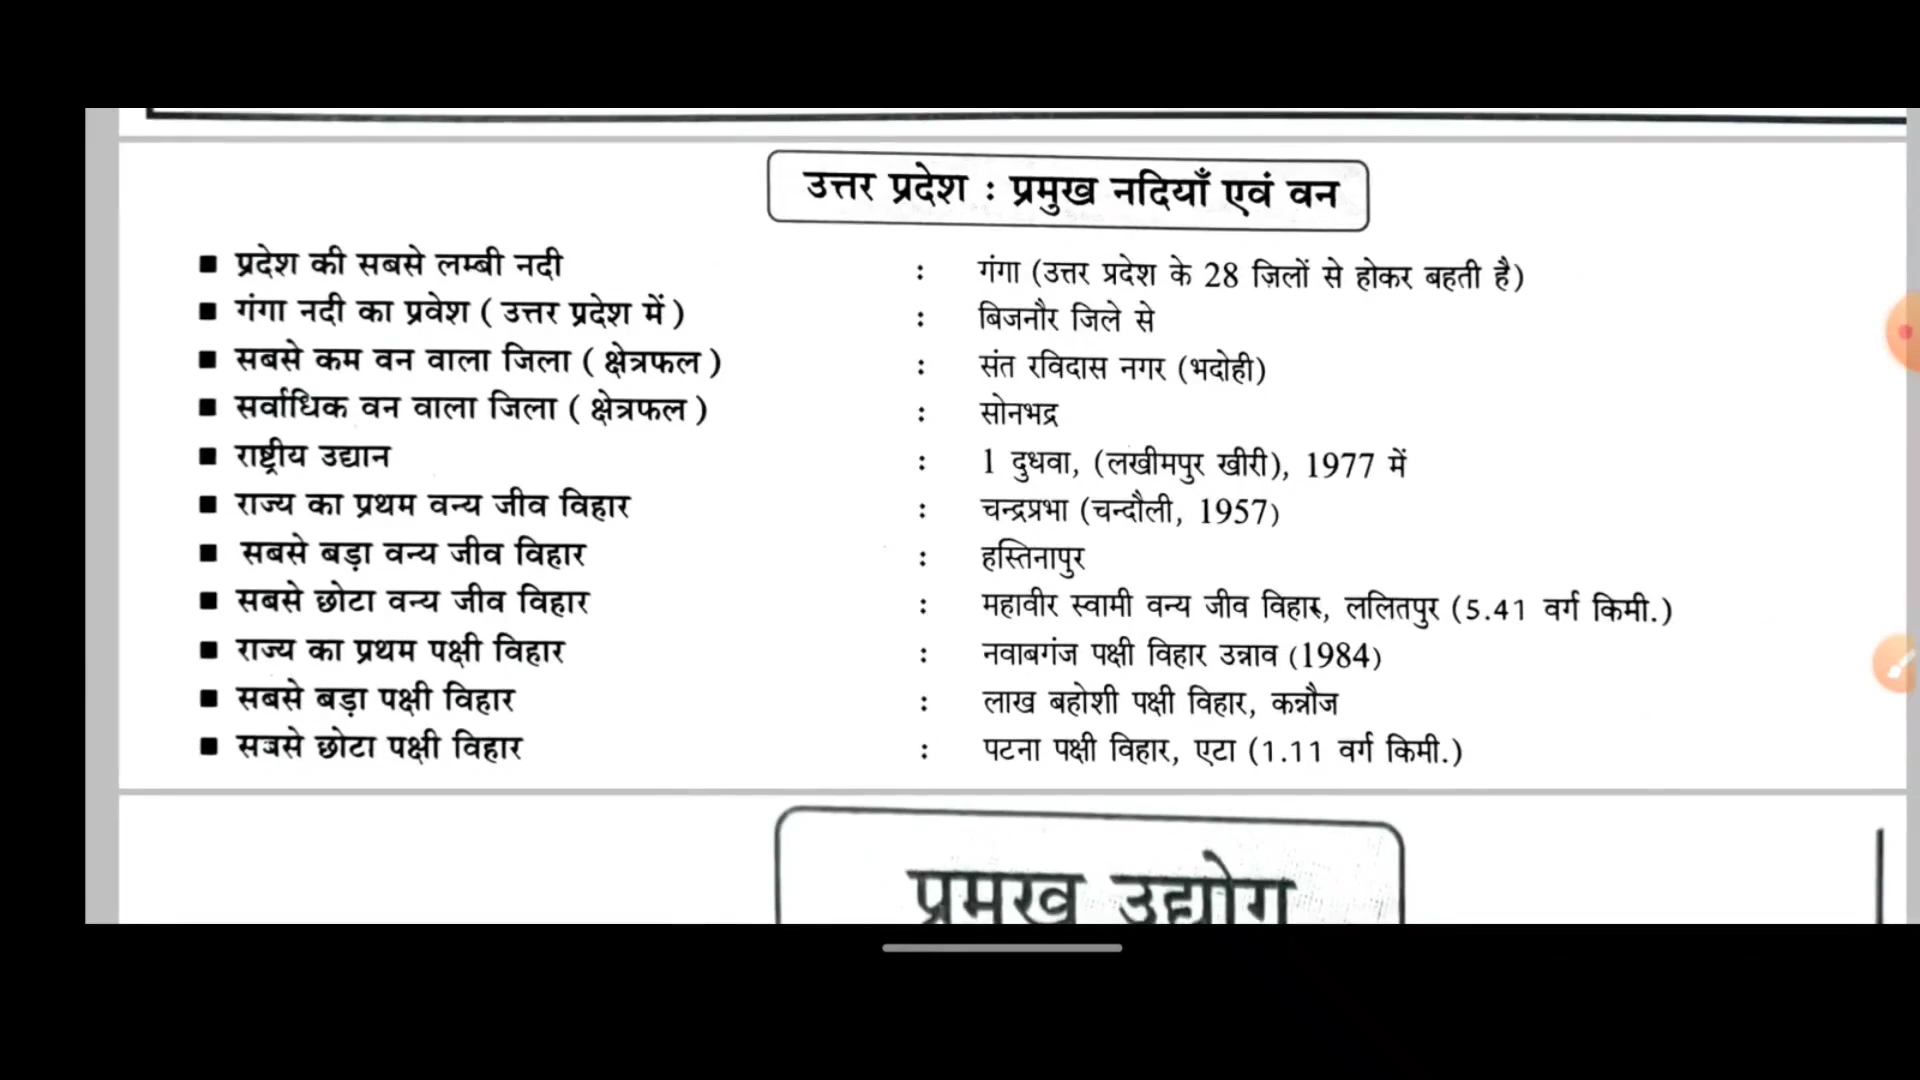 उत्तर प्रदेश : प्रमुख नदियाँ एवं वन
■ प्रदेश की सबसे लम्बी नदी : गंगा (उत्तर प्रदेश के 28 ज़िलों से होकर बहती है)
■ गंगा नदी का प्रवेश ( उत्तर प्रदेश में ) : बिजनौर जिले से
■ सबसे कम वन वाला जिला ( क्षेत्रफल ) : संत रविदास नगर (भदोही)
■ सर्वाधिक वन वाला जिला ( क्षेत्रफल ) : सोनभद्र
■ राष्ट्रीय उद्यान : 1 दुधवा, (लखीमपुर खीरी), 1977 में
■ राज्य का प्रथम वन्य जीव विहार : चन्द्रप्रभा (चन्दौली, 1957)
■ सबसे बड़ा वन्य जीव विहार : हस्तिनापुर
■ सबसे छोटा वन्य जीव विहार : महावीर स्वामी वन्य जीव विहार, ललितपुर (5.41 वर्ग किमी.)
■ राज्य का प्रथम पक्षी विहार : नवाबगंज पक्षी विहार उन्नाव (1984)
■ सबसे बड़ा पक्षी विहार : लाख बहोशी पक्षी विहार, कन्नौज
■ सबसे छोटा पक्षी विहार : पटना पक्षी विहार, एटा (1.11 वर्ग किमी.)
प्रमुख उद्योग